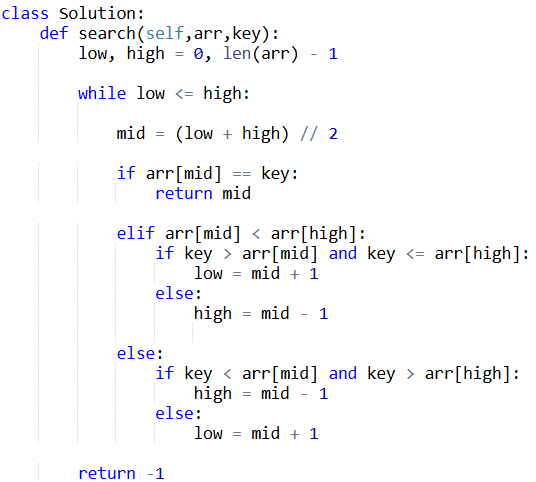 class Solution:
    def search(self,arr,key):
        low, high = 0, len(arr) - 1
        while low <= high:
            mid = (low + high) // 2
            if arr[mid] == key:
                return mid
            elif arr[mid] < arr[high]:
                if key > arr[mid] and key <= arr[high]:
                    low = mid + 1
                else:
                    high = mid - 1
            else:
                if key < arr[mid] and key > arr[high]:
                    high = mid - 1
                else:
                    low = mid + 1
        return -1